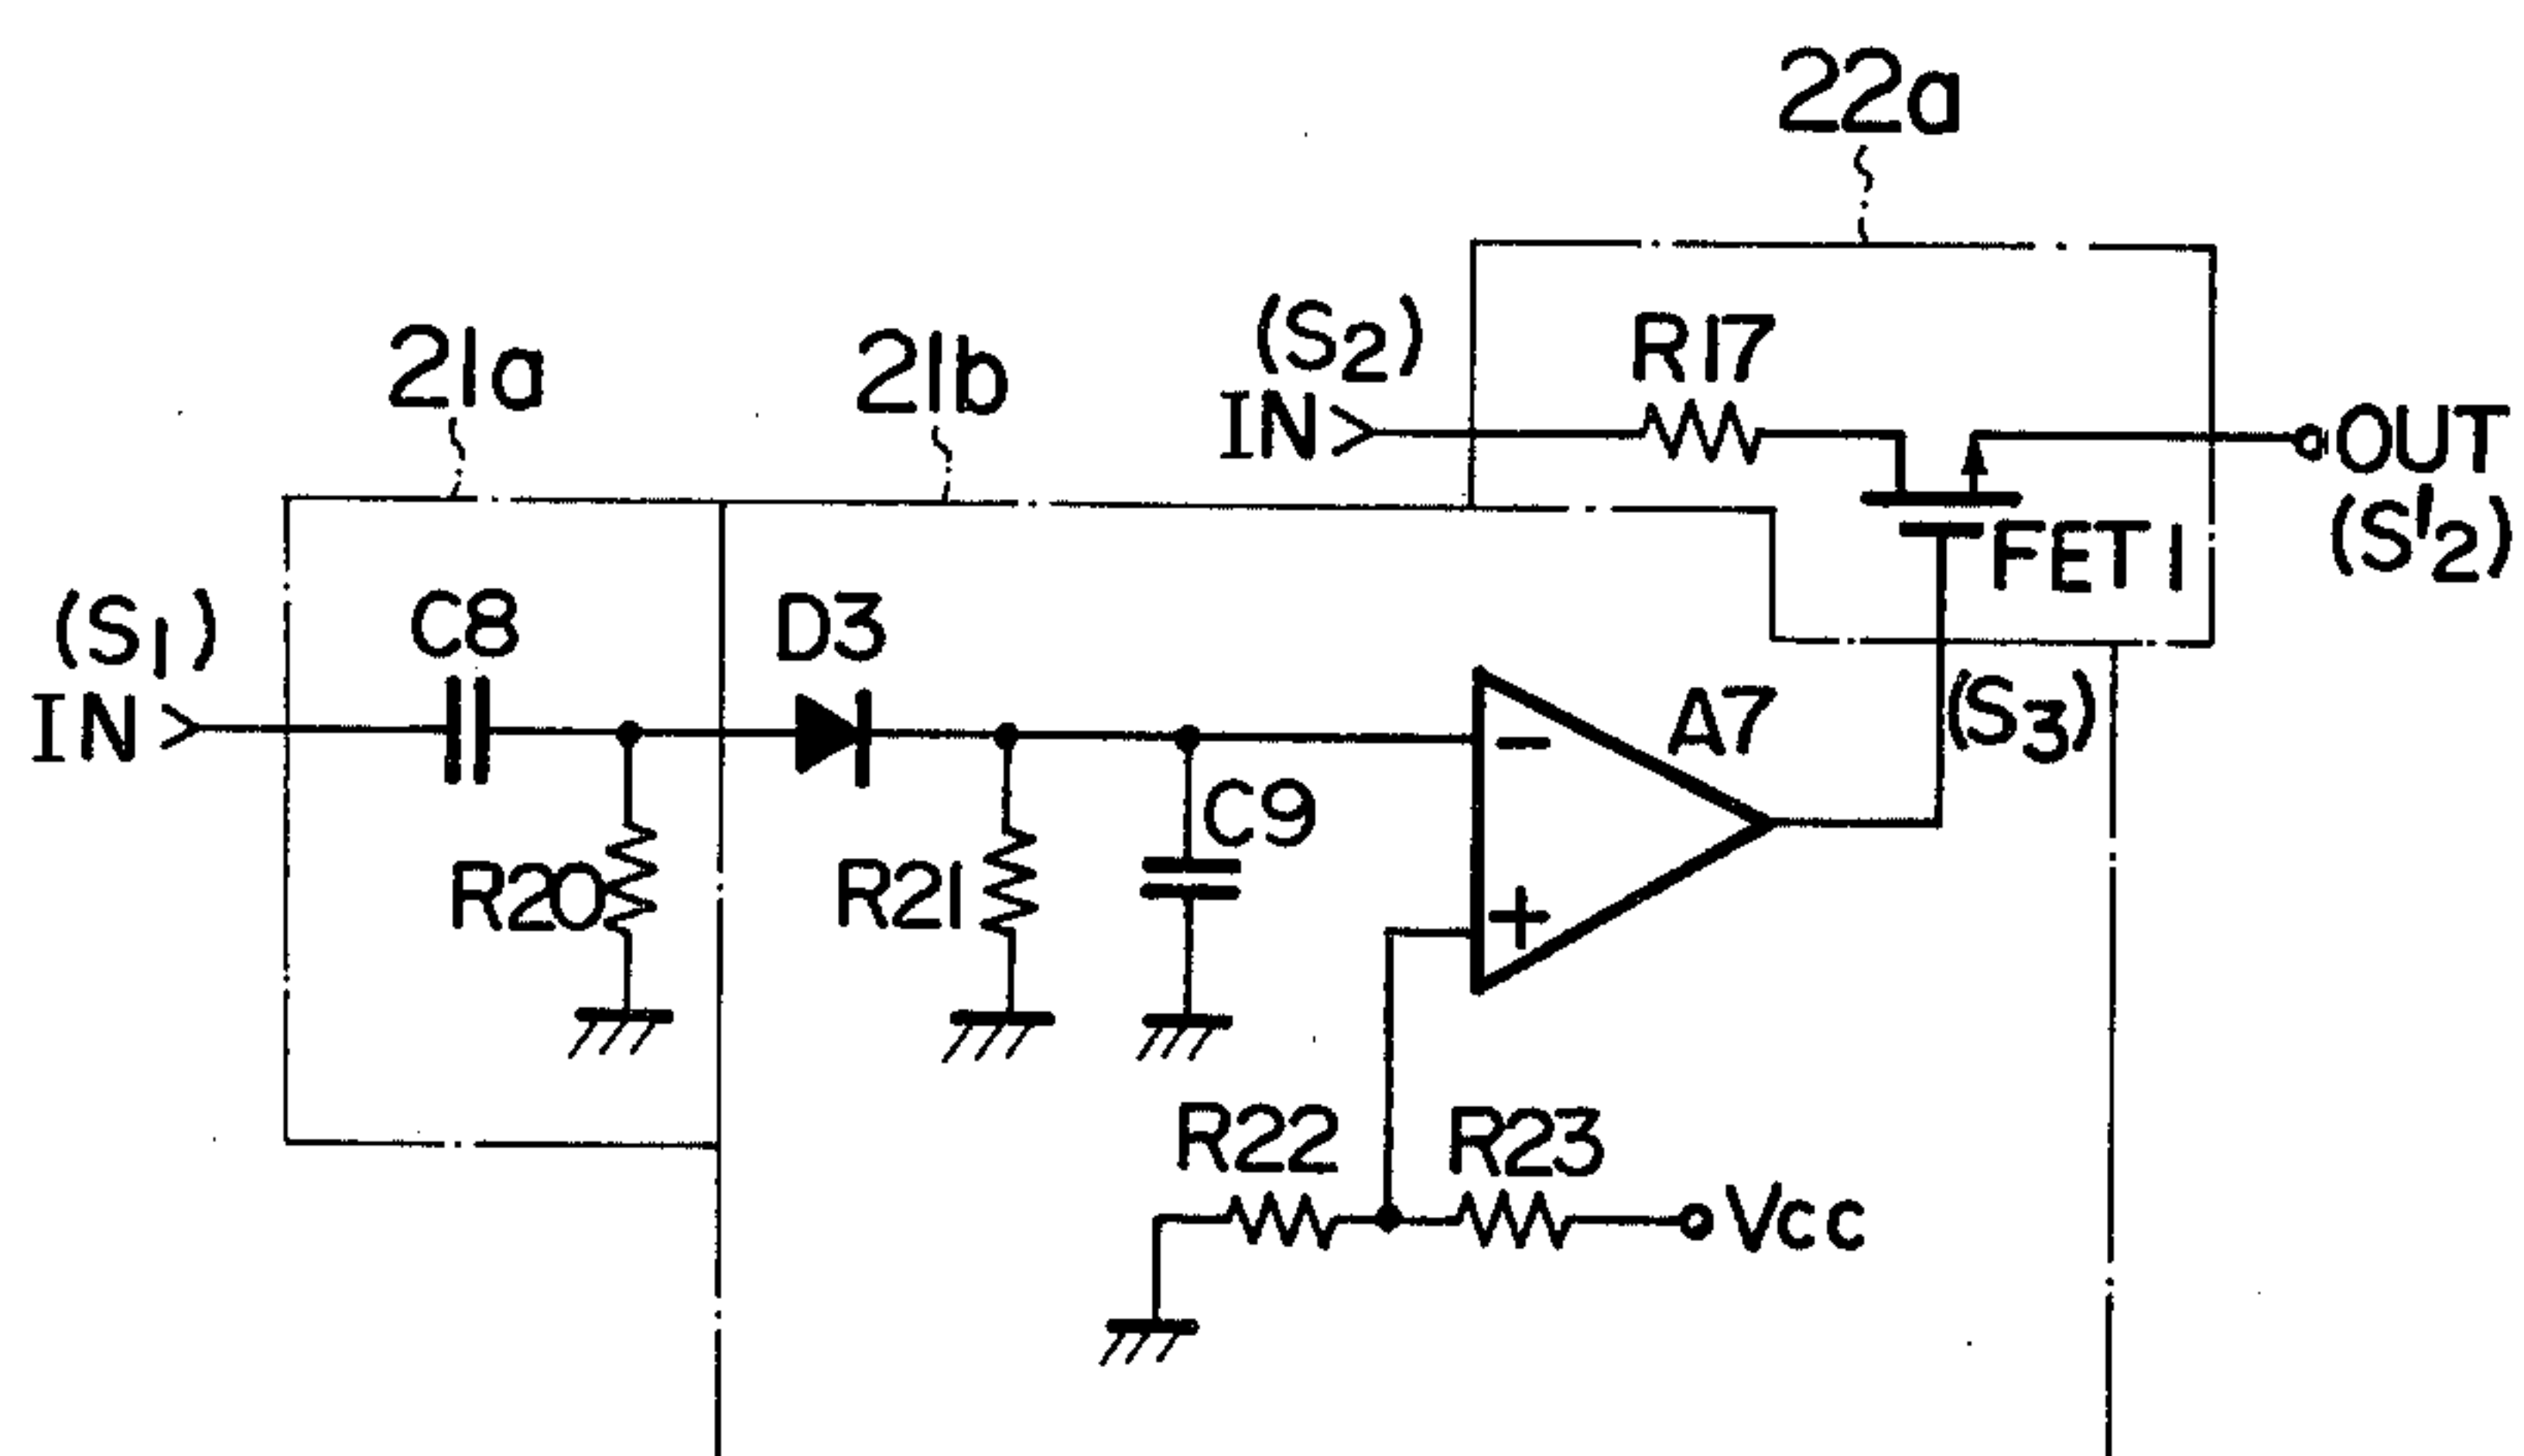 22a
(S2)
R17
21a
21b
IN
OUT
(S'2)
FET1
(S1)
C8
D3
IN
A7
(S3)
C9
R20
R21
-
+
R22
R23
Vcc